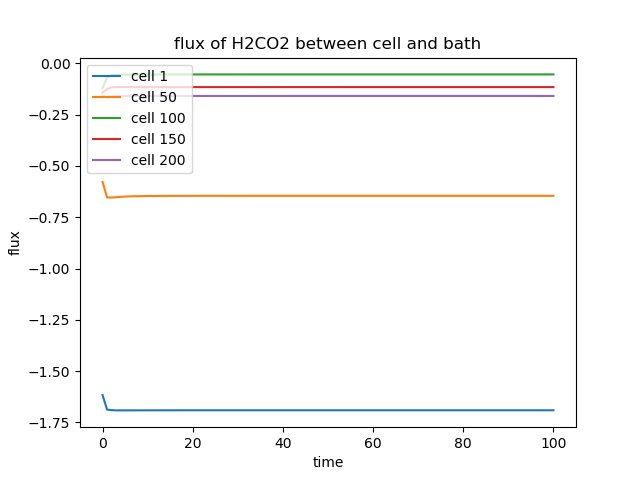 flux of H2CO2 between cell and bath
0.00
−0.25
−0.50
−0.75
−1.00
−1.25
−1.50
−1.75
flux
cell 1
cell 50
cell 100
cell 150
cell 200
0 20 40 60 80 100
time